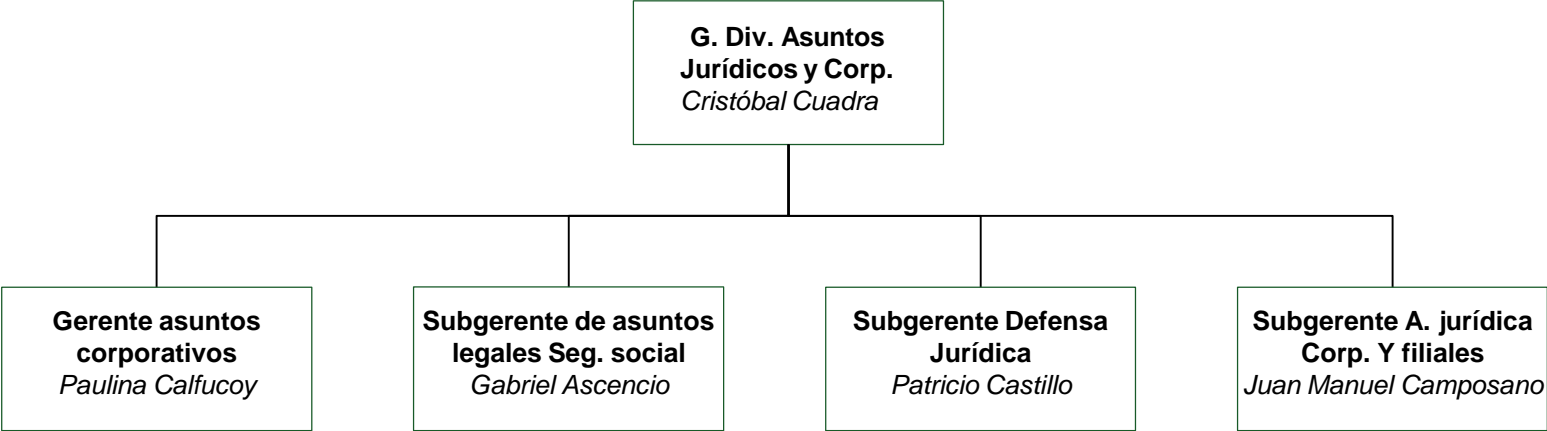 G. Div. Asuntos
Jurídicos y Corp.
Cristóbal Cuadra
Gerente asuntos
corporativos
Paulina Calfucoy
Subgerente de asuntos
legales Seg. social
Gabriel Ascencio
Subgerente Defensa
Jurídica
Patricio Castillo
Subgerente A. jurídica
Corp. Y filiales
Juan Manuel Camposano